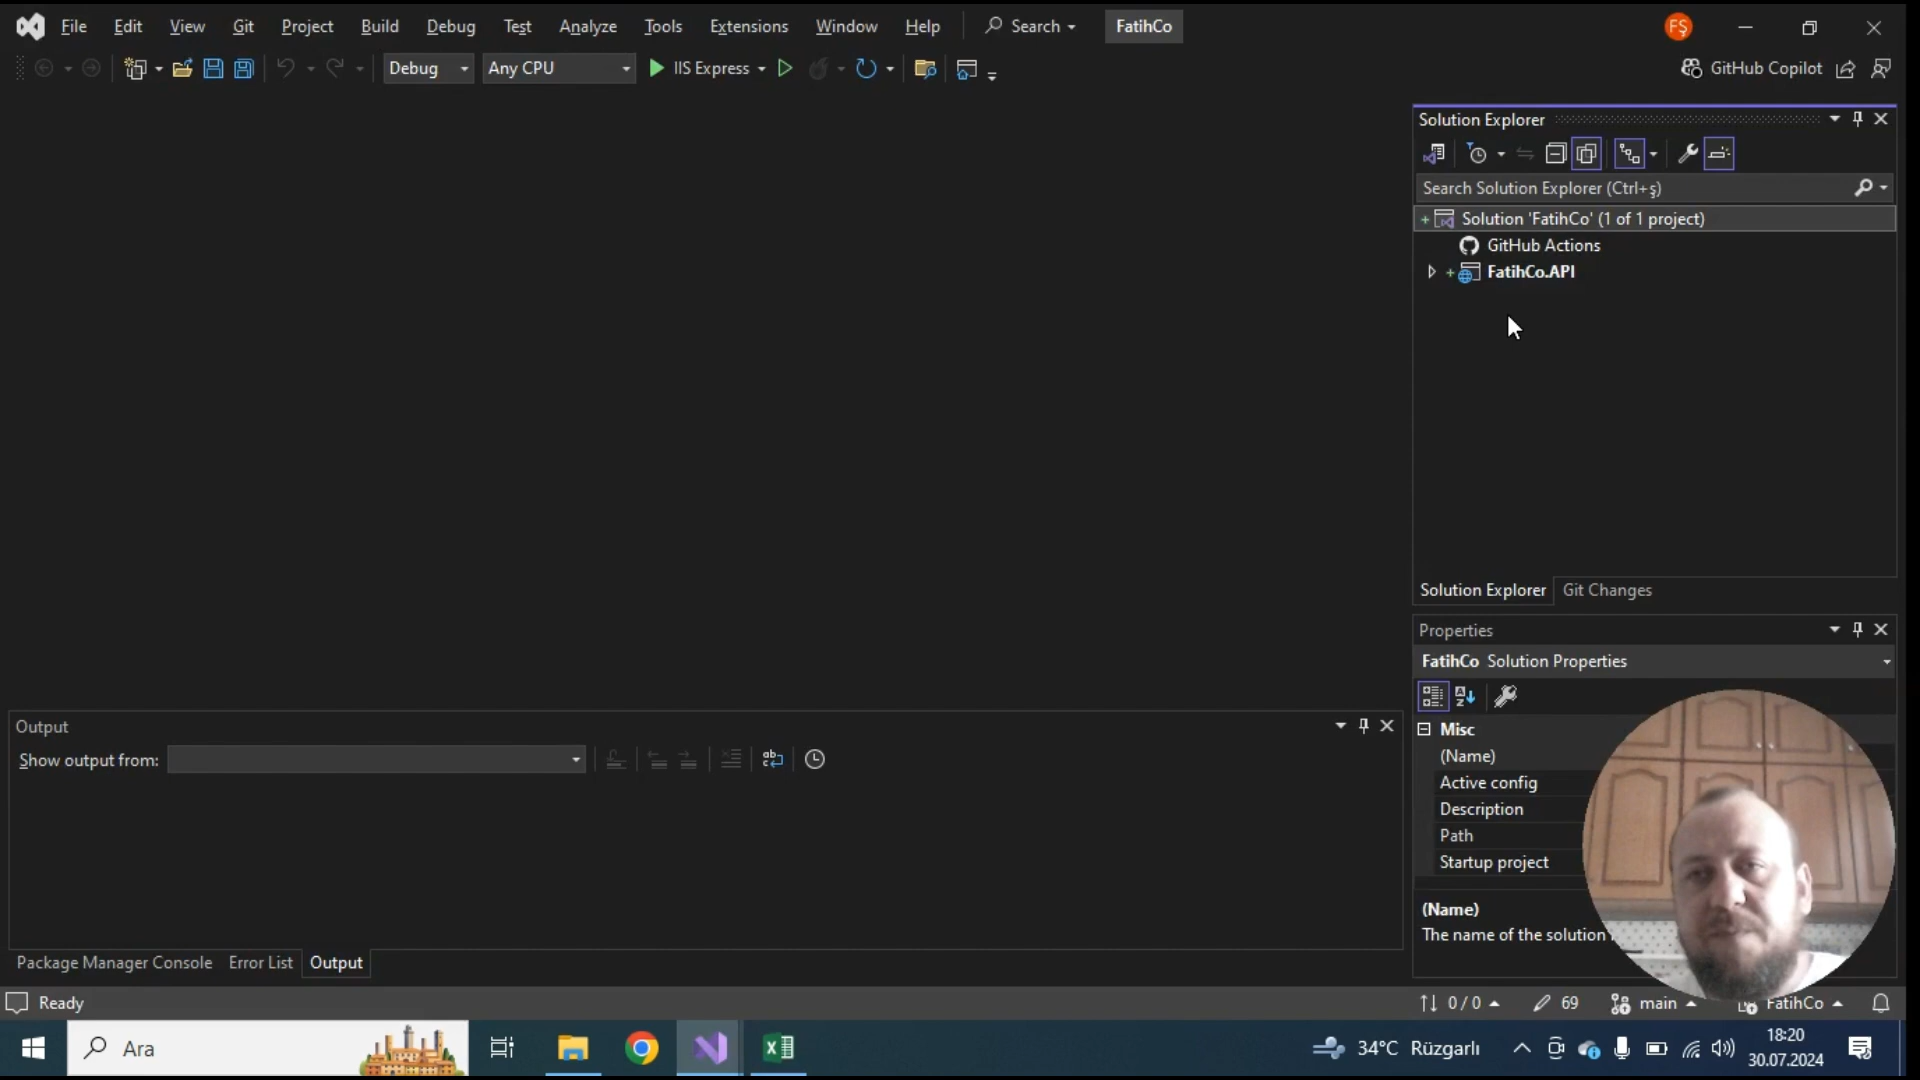 File Edit View Git Project Build Debug Test Analyze Tools Extensions Window Help Search FatihCo FŞ
Debug Any CPU IIS Express GitHub Copilot
Solution Explorer
Search Solution Explorer (Ctrl+ş)
Solution 'FatihCo' (1 of 1 project)
GitHub Actions
FatihCo.API
Solution Explorer Git Changes
Properties
FatihCo Solution Properties
Misc
(Name)
Active config
Description
Path
Startup project
(Name)
The name of the solution
Output
Show output from:
Package Manager Console Error List Output
Ready 0 / 0 69 main FatihCo
Ara 34°C Rüzgarlı 18:20
30.07.2024